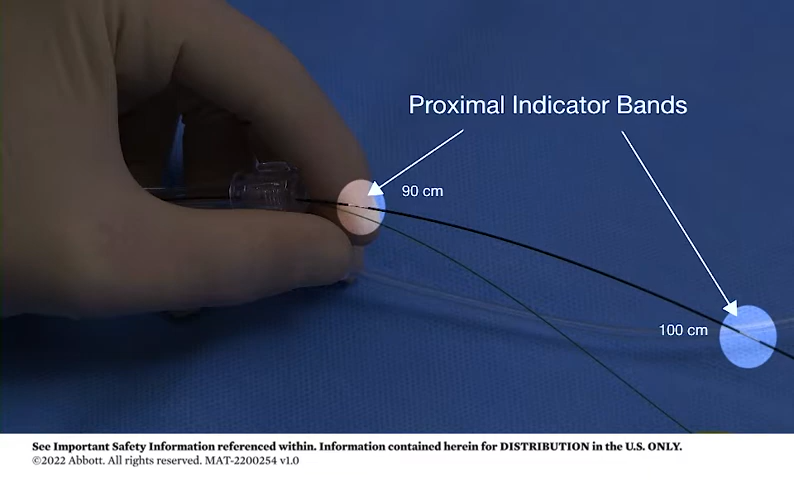 Proximal Indicator Bands
90 cm
100 cm
See Important Safety Information referenced within. Information contained herein for DISTRIBUTION in the U.S. ONLY.
©2022 Abbott. All rights reserved. MAT-2200254 v1.0